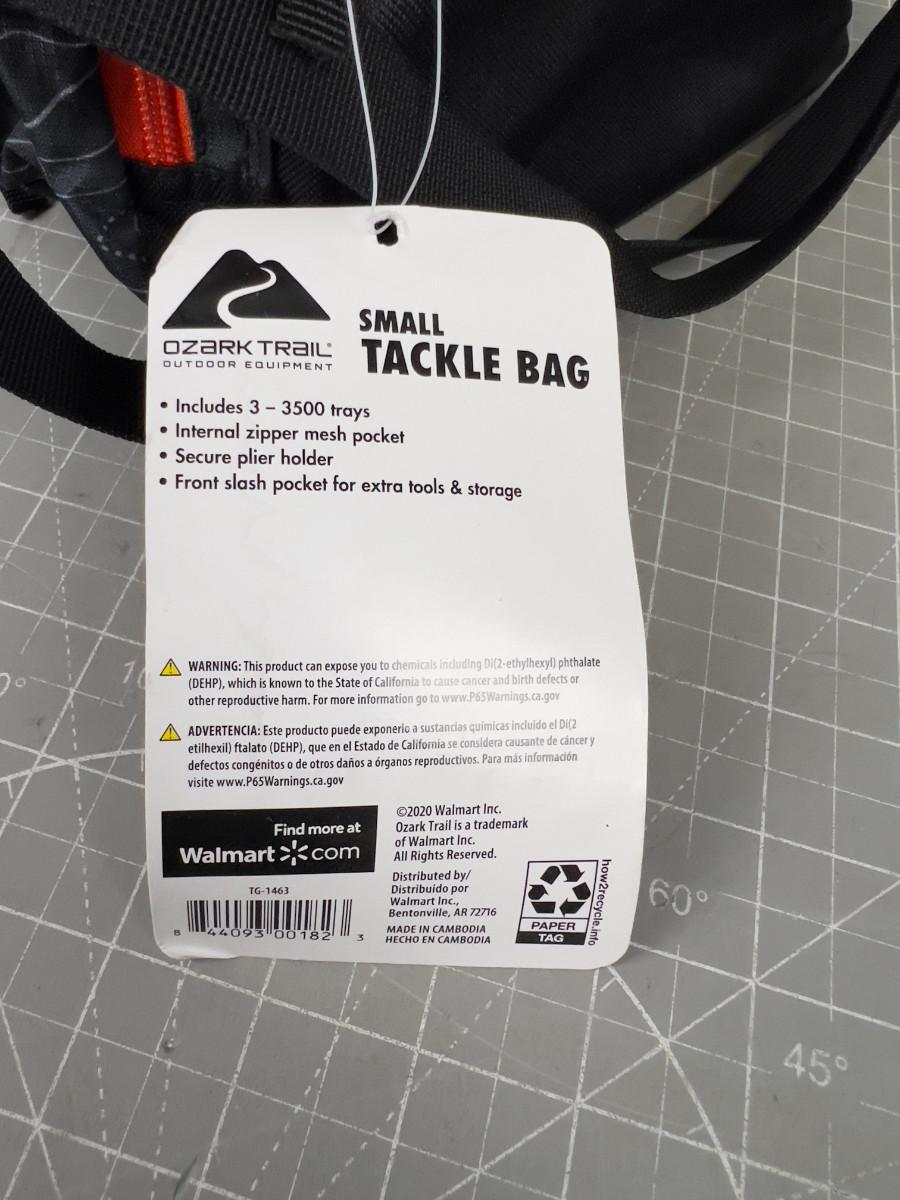 OZARK TRAIL®
OUTDOOR EQUIPMENT
SMALL
TACKLE BAG
• Includes 3 – 3500 trays
• Internal zipper mesh pocket
• Secure plier holder
• Front slash pocket for extra tools & storage
WARNING: This product can expose you to chemicals including Di(2-ethylhexyl) phthalate
(DEHP), which is known to the State of California to cause cancer and birth defects or
other reproductive harm. For more information go to www.P65Warnings.ca.gov
ADVERTENCIA: Este producto puede exponerlo a sustancias químicas incluido el Di(2
etilhexil) ftalato (DEHP), que en el Estado de California se considera causante de cáncer y
defectos congénitos o de otros daños a órganos reproductivos. Para más información
visite www.P65Warnings.ca.gov
Find more at
Walmart.com
TG-1463
8 44093 00182 3
©2020 Walmart Inc.
Ozark Trail is a trademark
of Walmart Inc.
All Rights Reserved.
Distributed by/
Distribuido por
Walmart Inc.,
Bentonville, AR 72716
MADE IN CAMBODIA
HECHO EN CAMBODIA
PAPER
TAG
how2recycle.info
60°
45°